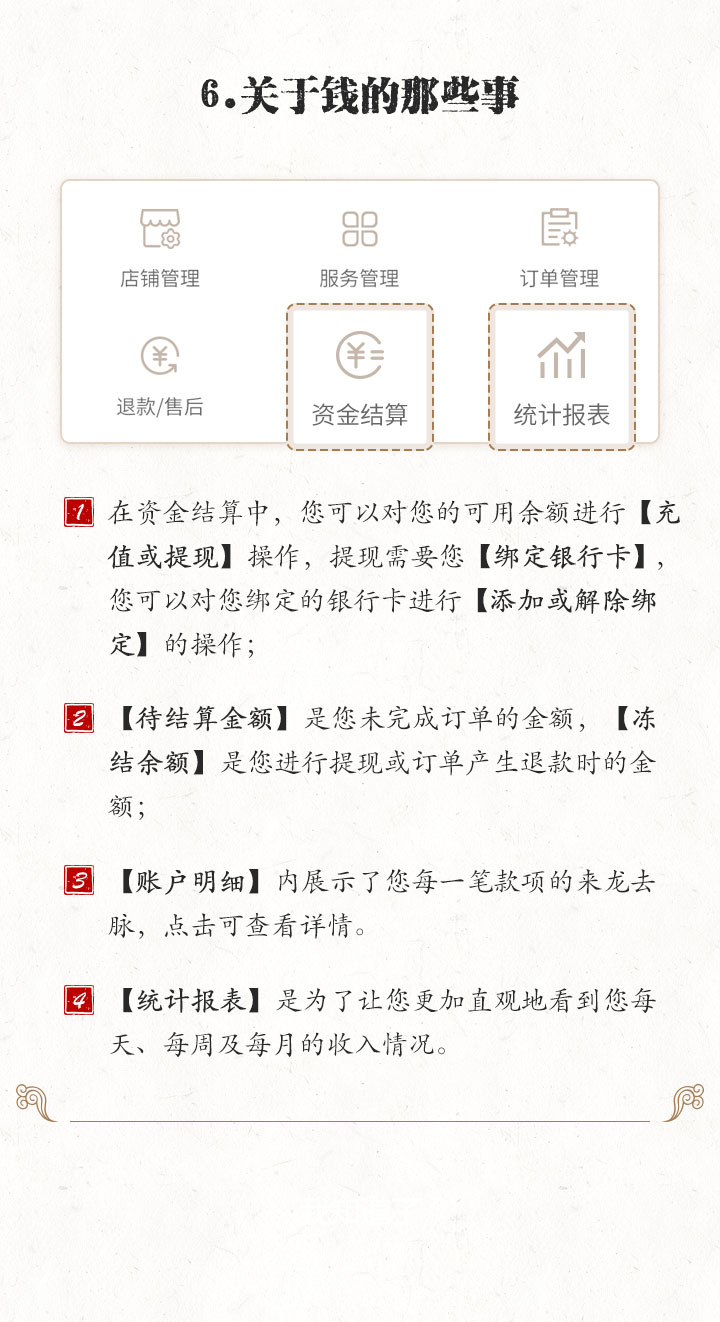 6.关于钱的那些事
店铺管理
服务管理
订单管理
退款/售后
资金结算
统计报表
1 在资金结算中，您可以对您的可用余额进行【充
值或提现】操作，提现需要您【绑定银行卡】，
您可以对您绑定的银行卡进行【添加或解除绑
定】的操作；
2 【待结算金额】是您未完成订单的金额，【冻
结余额】是您进行提现或订单产生退款时的金
额；
3 【账户明细】内展示了您每一笔款项的来龙去
脉，点击可查看详情。
4 【统计报表】是为了让您更加直观地看到您每
天、每周及每月的收入情况。